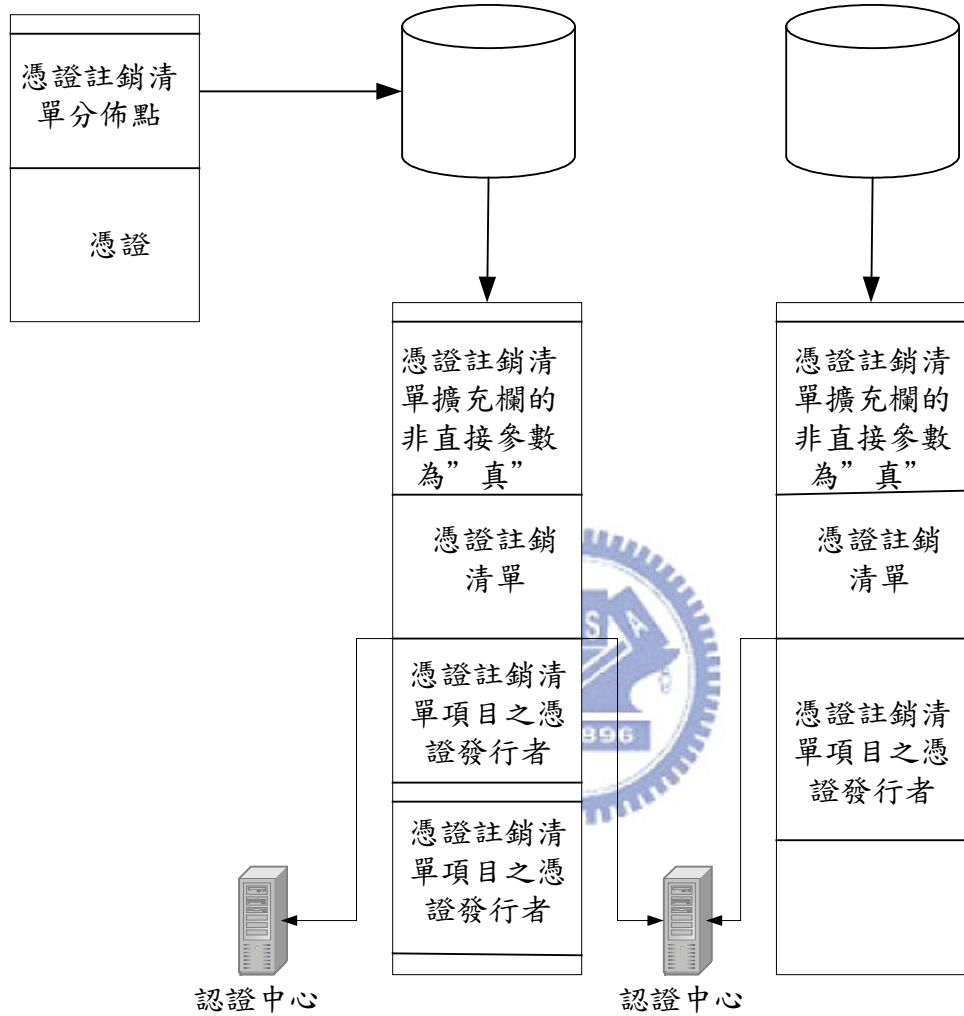 憑證註銷清
單分佈點
憑證
憑證註銷清
單擴充欄的
非直接參數
為”真”
憑證註銷
清單
憑證註銷清
單項目之憑
證發行者
憑證註銷清
單項目之憑
證發行者
憑證註銷清
單擴充欄的
非直接參數
為”真”
憑證註銷
清單
憑證註銷清
單項目之憑
證發行者
認證中心
認證中心